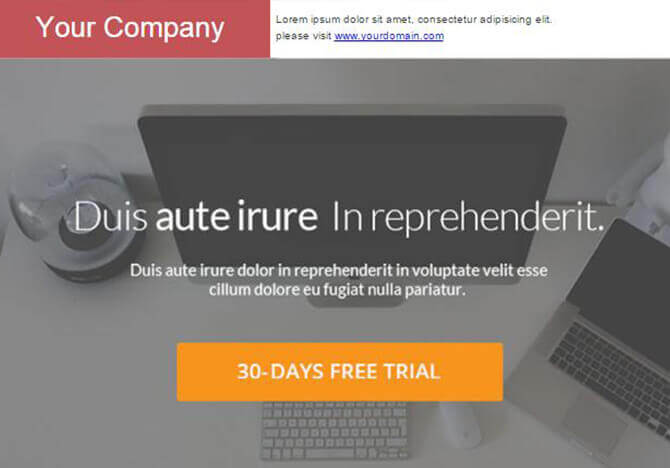 Your Company
Lorem ipsum dolor sit amet, consectetur adipisicing elit.
please visit www.yourdomain.com
Duis aute irure In reprehenderit.
Duis aute irure dolor in reprehenderit in voluptate velit esse
cillum dolore eu fugiat nulla pariatur.
30-DAYS FREE TRIAL